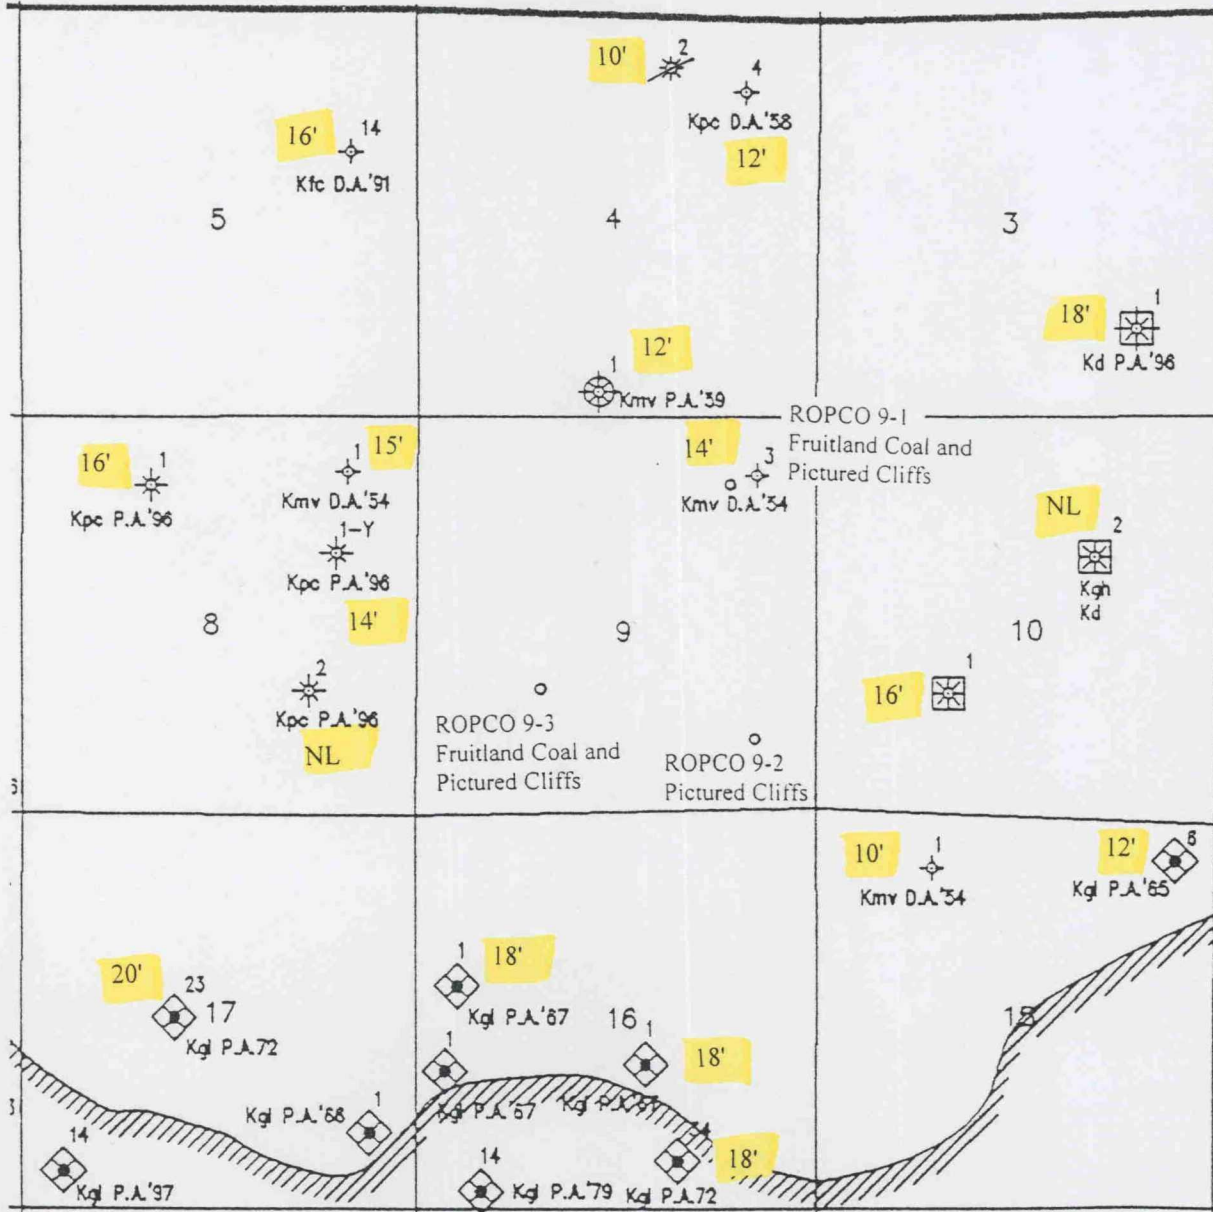 10'
2
4
Kpc D.A.'58
12'
16'
14
Kfc D.A.'91
5
4
3
18'
1
Kd P.A.'96
12'
1
Kmv P.A.'59
ROPCO 9-1
Fruitland Coal and
Pictured Cliffs
16'
1
Kpc P.A.'96
15'
1
Kmv D.A.'54
1-Y
Kpc P.A.'96
14'
8
2
Kpc P.A.'96
NL
14'
3
Kmv D.A.'54
9
ROPCO 9-3
Fruitland Coal and
Pictured Cliffs
ROPCO 9-2
Pictured Cliffs
NL
2
Kgh
Kd
10
16'
1
10'
1
Kmv D.A.'54
12'
6
Kgl P.A.'65
20'
23
17
Kgl P.A.72
1
18'
Kgl P.A.'67
16
1
18'
1
Kgl P.A.'67
15
1
Kgl P.A.'68
14
Kgl P.A.'97
14
Kgl P.A.'79
Kgl P.A.72
18'